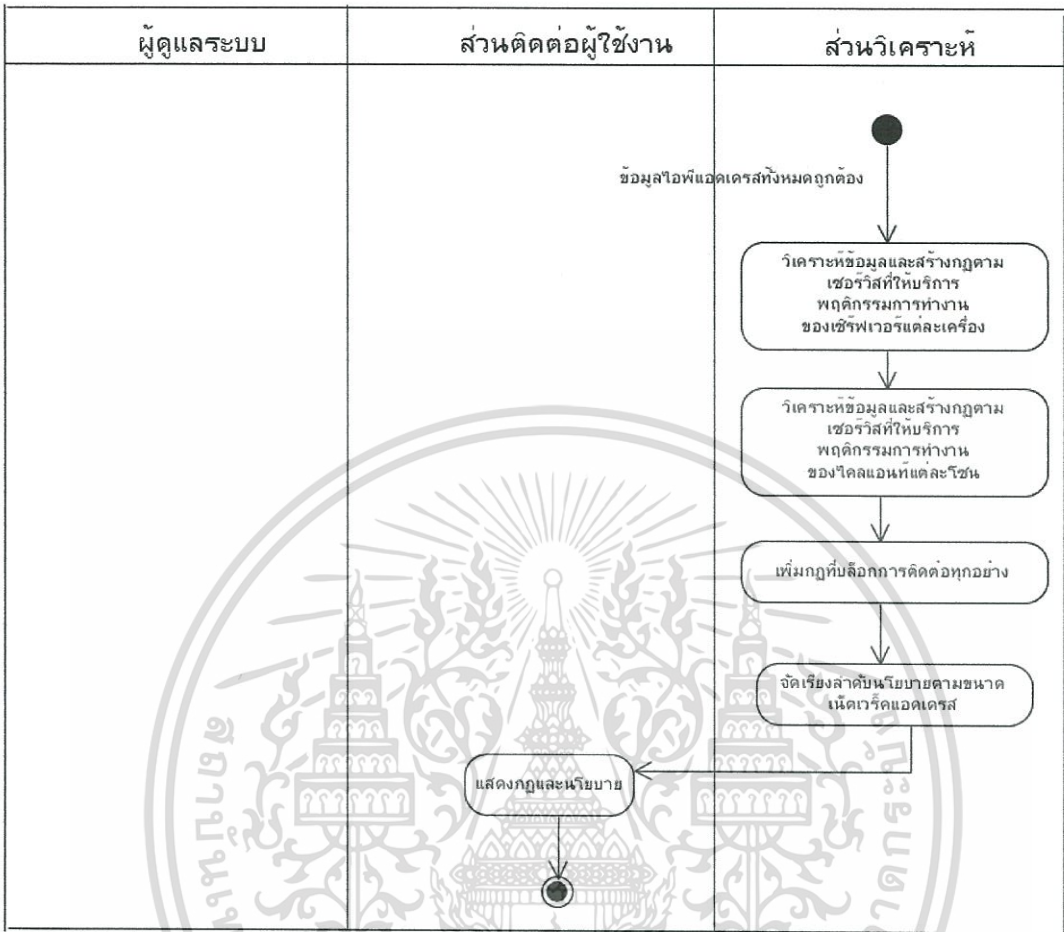 ผู้ดูแลระบบ
ส่วนติดต่อผู้ใช้งาน
ส่วนวิเคราะห์
ข้อมูลไอพีแอดเดรสทั้งหมดถูกต้อง
วิเคราะห์ข้อมูลและสร้างกฎตาม
เซอร์วิสที่ให้บริการ
พฤติกรรมการทำงาน
ของเซิร์ฟเวอร์แต่ละเครื่อง
วิเคราะห์ข้อมูลและสร้างกฎตาม
เซอร์วิสที่ให้บริการ
พฤติกรรมการทำงาน
ของไคลแอนท์แต่ละโซน
เพิ่มกฎที่บล็อกการติดต่อทุกอย่าง
จัดเรียงลำดับนโยบายตามขนาด
เน็ตเวร็คแอดเดรส
แสดงกฎและนโยบาย